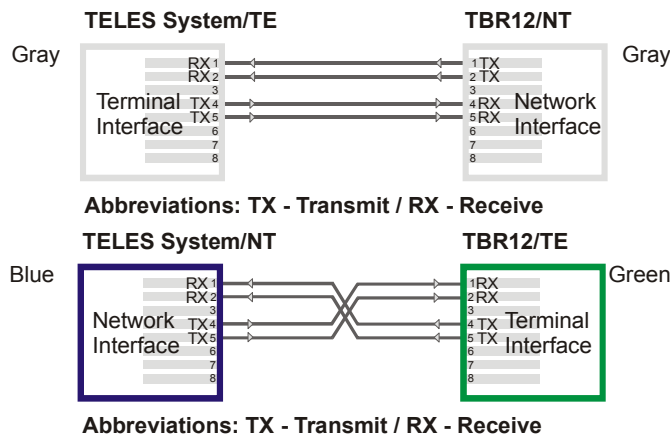 TELES System/TE TBR12/NT
Gray Gray
RX 1 1 TX
RX 2 2 TX
3 3
Terminal TX 4 4 RX Network
Interface TX 5 5 RX Interface
6 6
7 7
8 8
Abbreviations: TX - Transmit / RX - Receive
TELES System/NT TBR12/TE
Blue Green
RX 1 1 RX
RX 2 2 RX
3 3
Network TX 4 4 TX Terminal
Interface TX 5 5 TX Interface
6 6
7 7
8 8
Abbreviations: TX - Transmit / RX - Receive